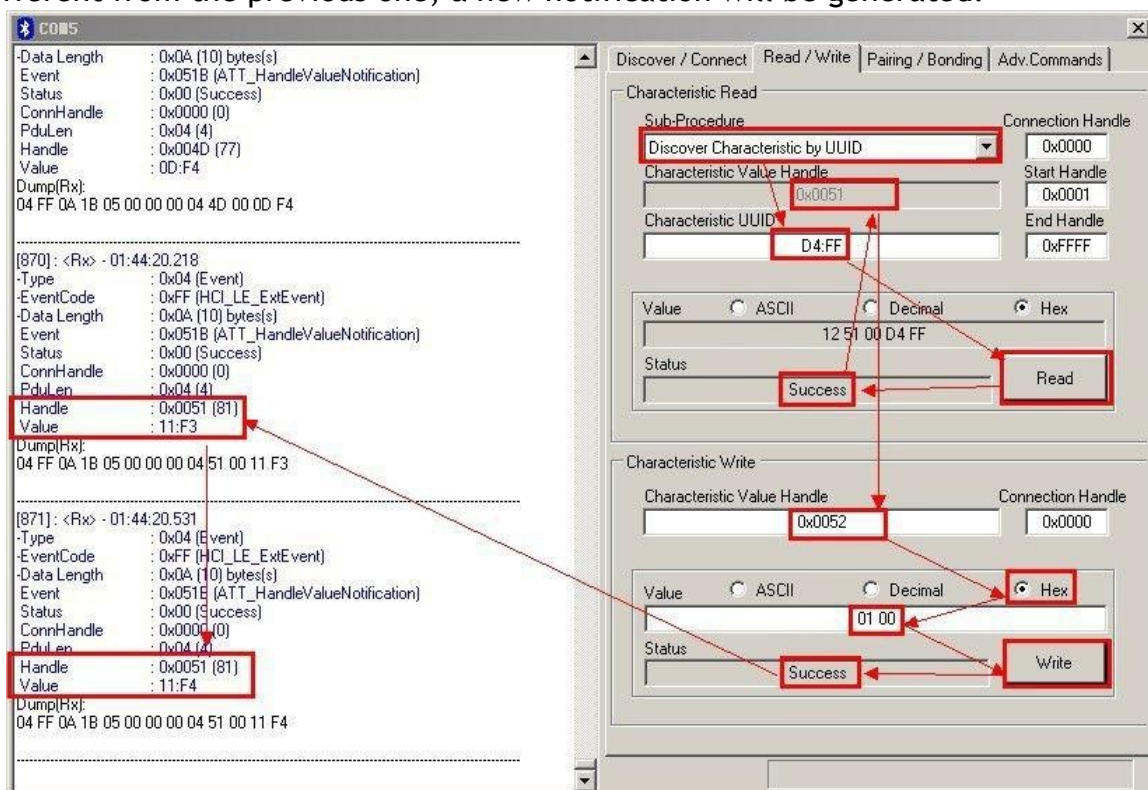 rferent from the previous one, a new notification will be generated.
COM5
-Data Length : 0x0A (10) bytes(s)
Event : 0x051B (ATT_HandleValueNotification)
Status : 0x00 (Success)
ConnHandle : 0x0000 (0)
PduLen : 0x04 (4)
Handle : 0x004D (77)
Value : 0D:F4
Dump(Rx):
04 FF 0A 1B 05 00 00 00 04 4D 00 0D F4
[870] : <Rx> - 01:44:20.218
-Type : 0x04 (Event)
-EventCode : 0xFF (HCI_LE_ExtEvent)
-Data Length : 0x0A (10) bytes(s)
Event : 0x051B (ATT_HandleValueNotification)
Status : 0x00 (Success)
ConnHandle : 0x0000 (0)
PduLen : 0x04 (4)
Handle : 0x0051 (81)
Value : 11:F3
Dump(Rx):
04 FF 0A 1B 05 00 00 00 04 51 00 11 F3
[871] : <Rx> - 01:44:20.531
-Type : 0x04 (Event)
-EventCode : 0xFF (HCI_LE_ExtEvent)
-Data Length : 0x0A (10) bytes(s)
Event : 0x051B (ATT_HandleValueNotification)
Status : 0x00 (Success)
ConnHandle : 0x0000 (0)
PduLen : 0x04 (4)
Handle : 0x0051 (81)
Value : 11:F4
Dump(Rx):
04 FF 0A 1B 05 00 00 00 04 51 00 11 F4
Discover / Connect Read / Write Pairing / Bonding Adv.Commands
Characteristic Read
Sub-Procedure Connection Handle
Discover Characteristic by UUID 0x0000
Characteristic Value Handle Start Handle
0x0051 0x0001
Characteristic UUID End Handle
D4:FF 0xFFFF
Value ASCII Decimal Hex
12 51 00 D4 FF
Status
Success Read
Characteristic Write
Characteristic Value Handle Connection Handle
0x0052 0x0000
Value ASCII Decimal Hex
01 00
Status
Success Write